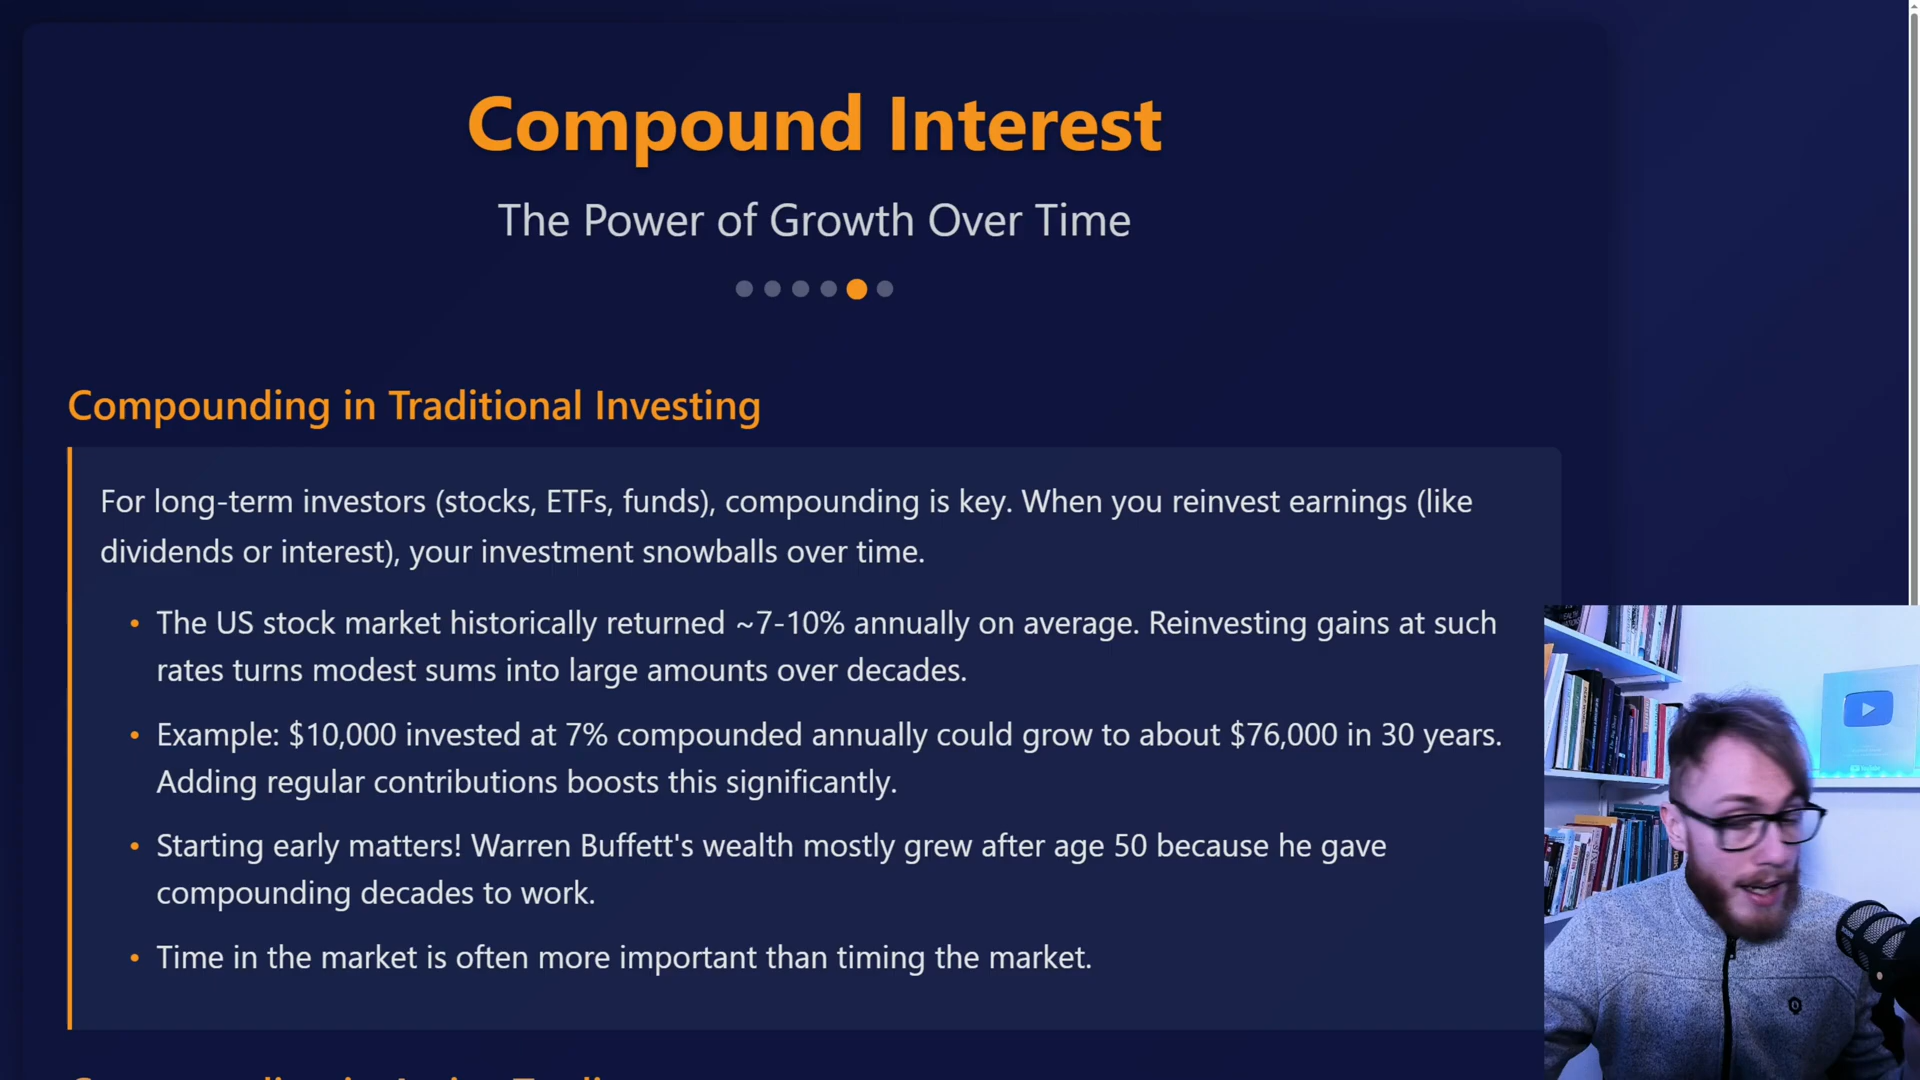 Compound Interest
The Power of Growth Over Time
Compounding in Traditional Investing
For long-term investors (stocks, ETFs, funds), compounding is key. When you reinvest earnings (like
dividends or interest), your investment snowballs over time.
• The US stock market historically returned ~7-10% annually on average. Reinvesting gains at such
rates turns modest sums into large amounts over decades.
• Example: $10,000 invested at 7% compounded annually could grow to about $76,000 in 30 years.
Adding regular contributions boosts this significantly.
• Starting early matters! Warren Buffett's wealth mostly grew after age 50 because he gave
compounding decades to work.
• Time in the market is often more important than timing the market.